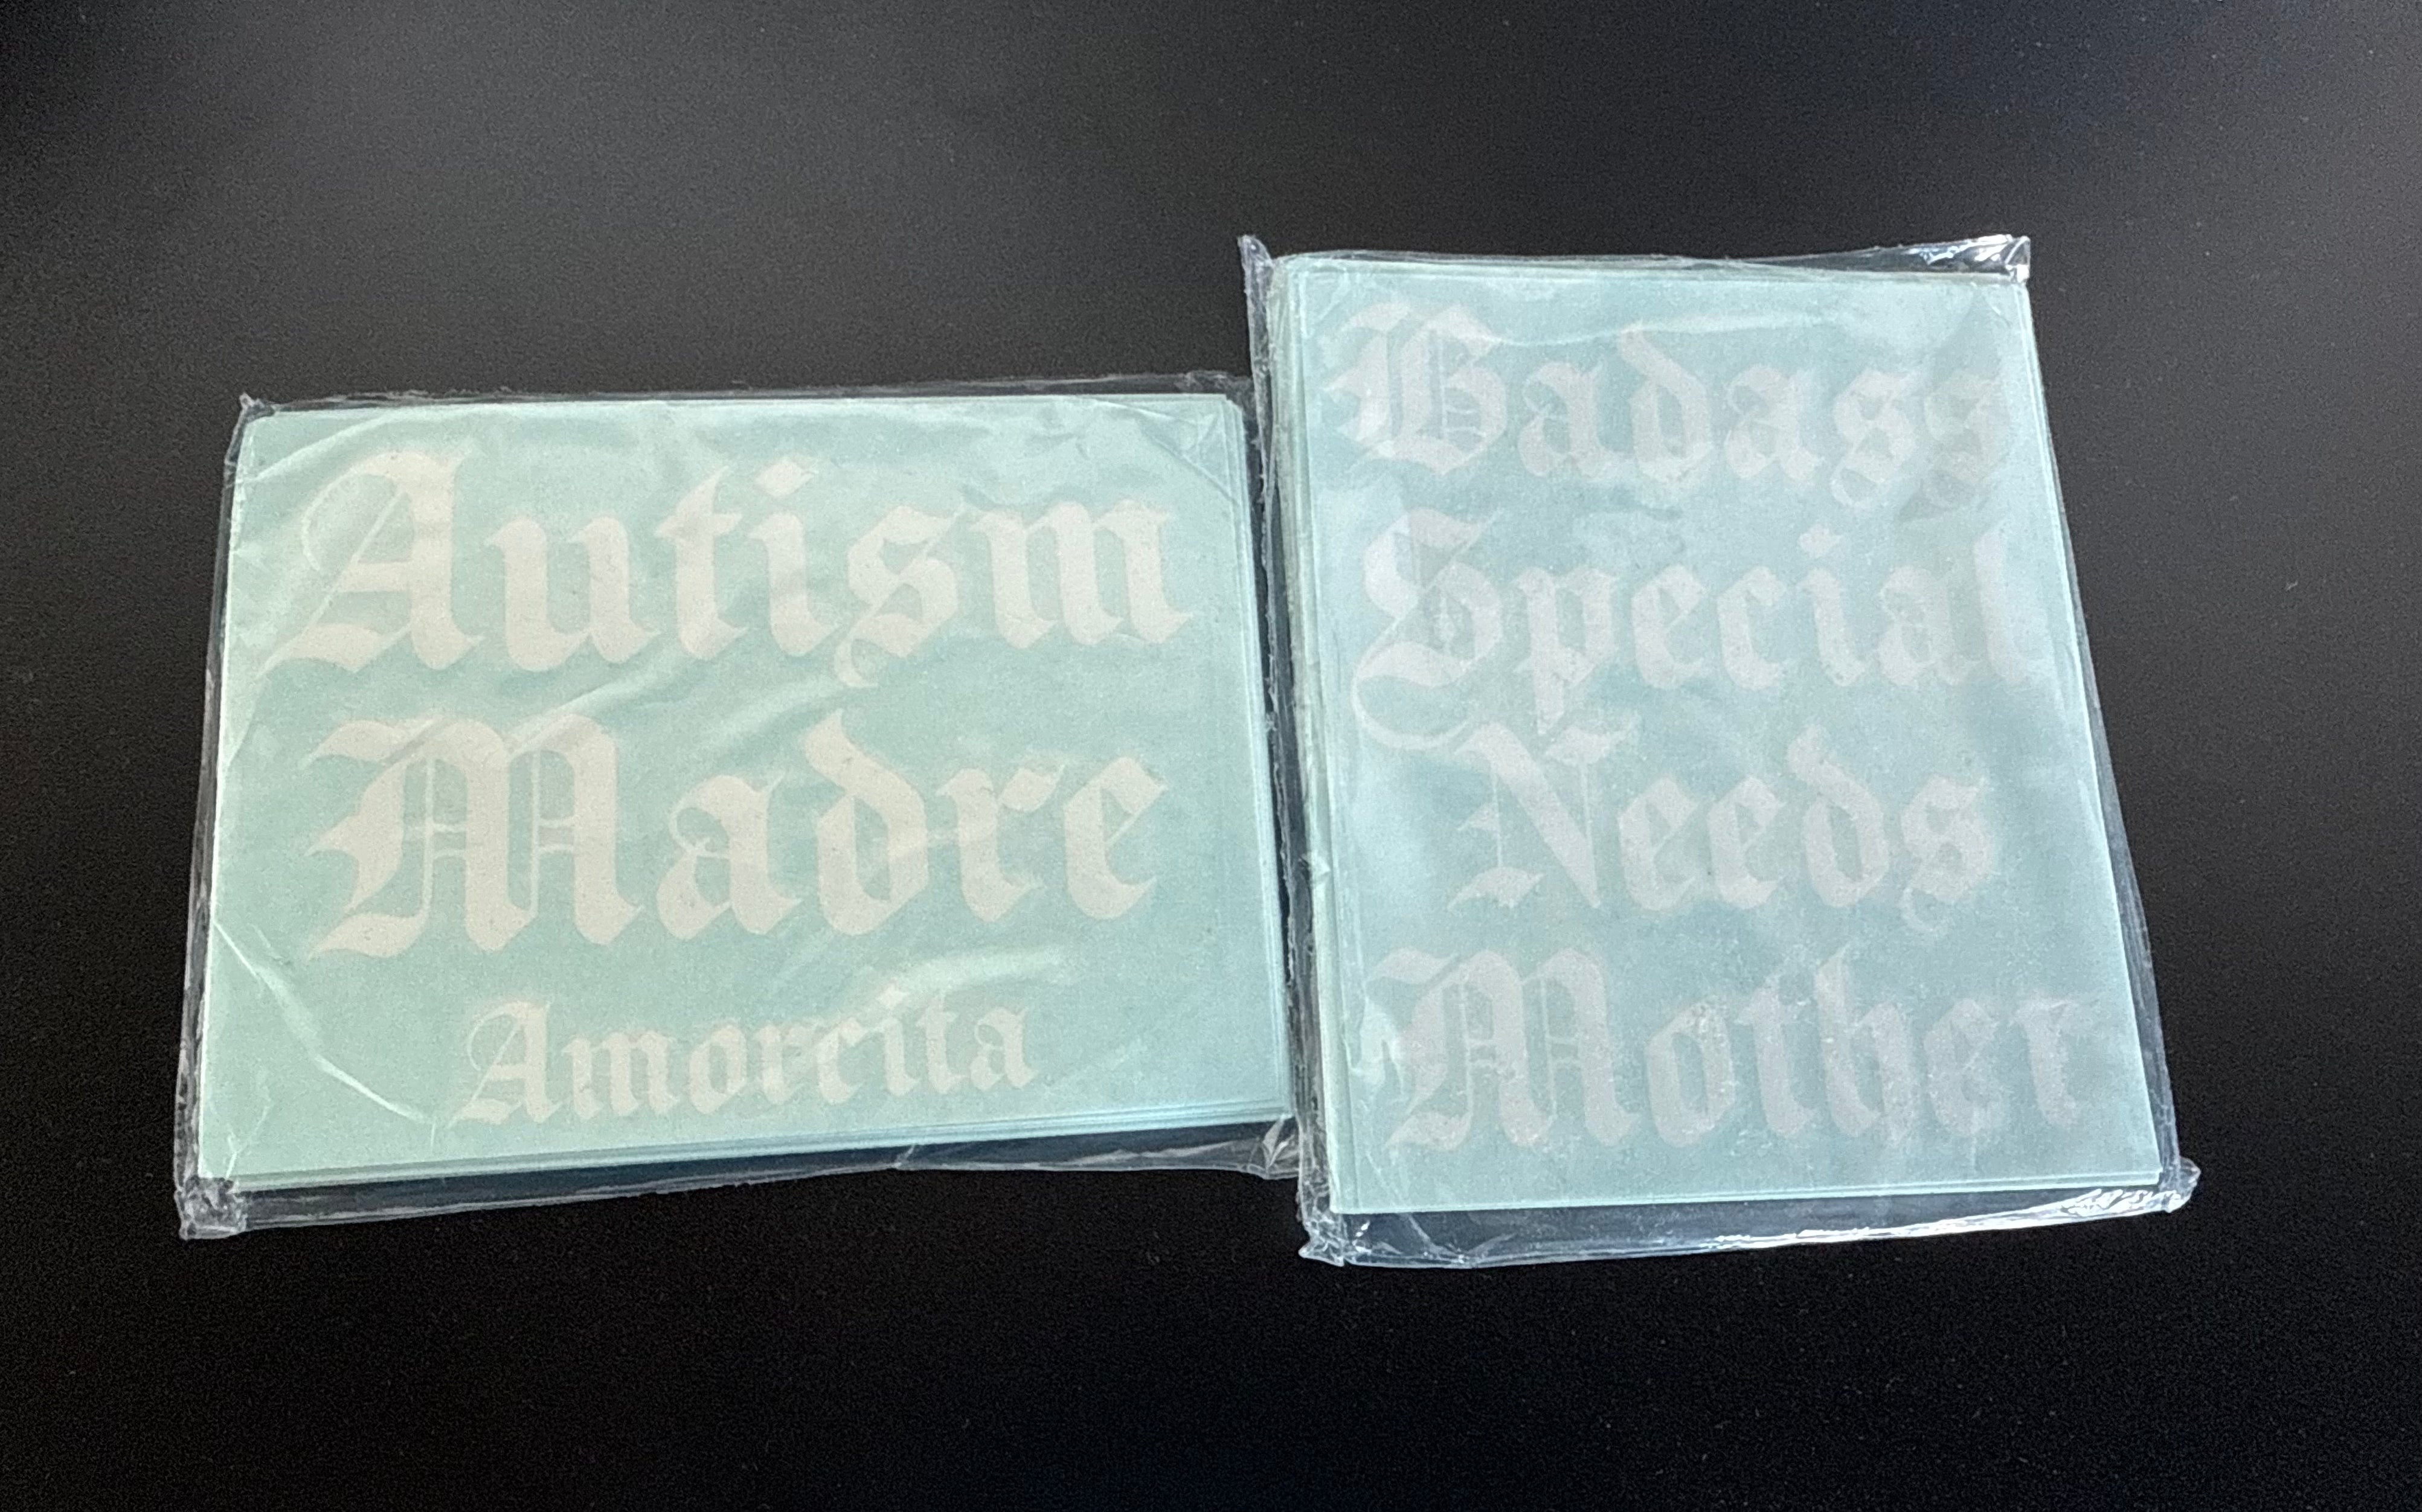 Autism
Madre
Amorcita
Badass
Special
Needs
Mother